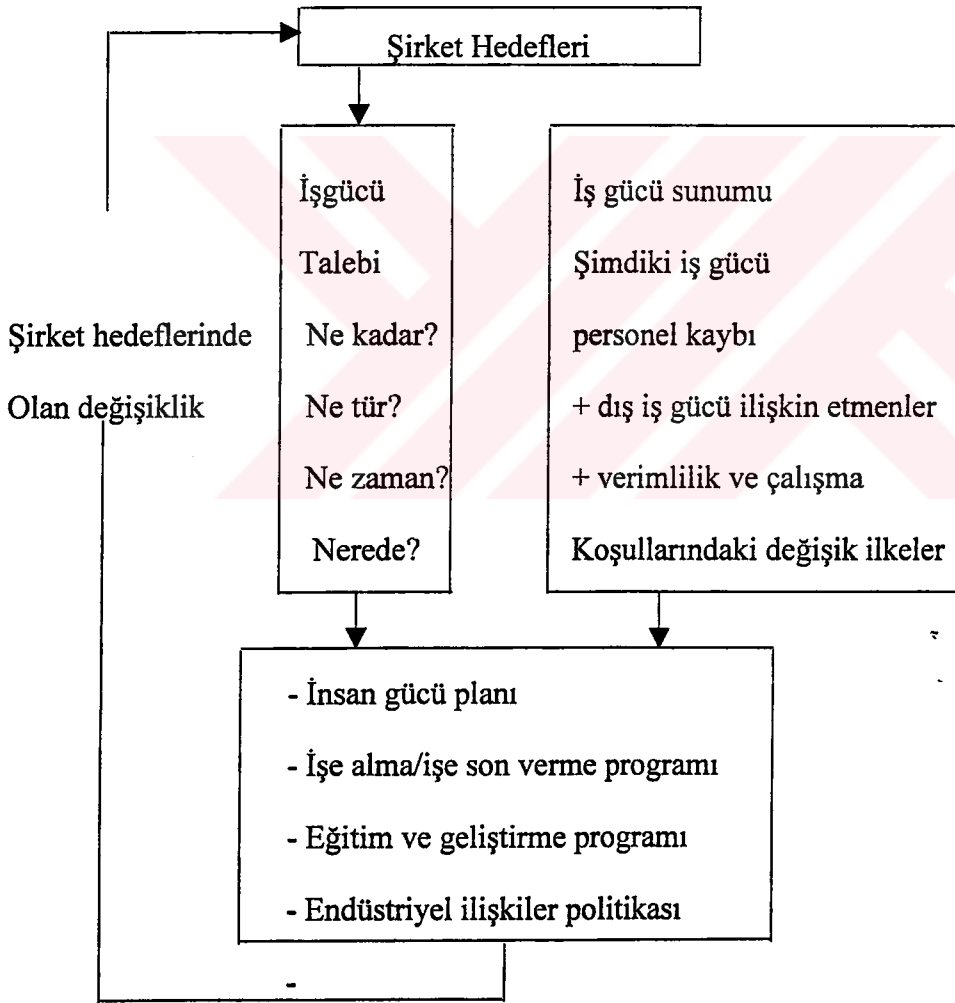 Şirket Hedefleri
İşgücü
Talebi
Ne kadar?
Ne tür?
Ne zaman?
Nerede?
İş gücü sunumu
Şimdiki iş gücü
personel kaybı
+ dış iş gücü ilişkin etmenler
+ verimlilik ve çalışma
Koşullarındaki değişik ilkeler
Şirket hedeflerinde
Olan değişiklik
- İnsan gücü planı
- İşe alma/işe son verme programı
- Eğitim ve geliştirme programı
- Endüstriyel ilişkiler politikası
-